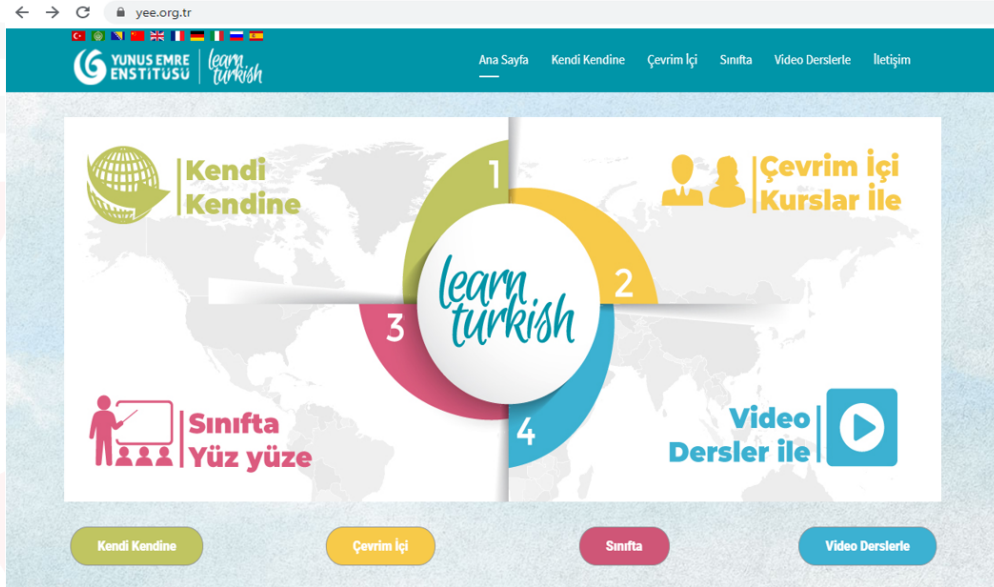 yee.org.tr
YUNUS EMRE
ENSTİTÜSÜ
learn
turkish
Ana Sayfa Kendi Kendine Çevrim İçi Sınıfta Video Derslerle İletişim
Kendi
Kendine
1
Çevrim İçi
Kurslar İle
learn
turkish
2
3
Sınıfta
Yüz yüze
4
Video
Dersler ile
Kendi Kendine Çevrim İçi Sınıfta Video Derslerle